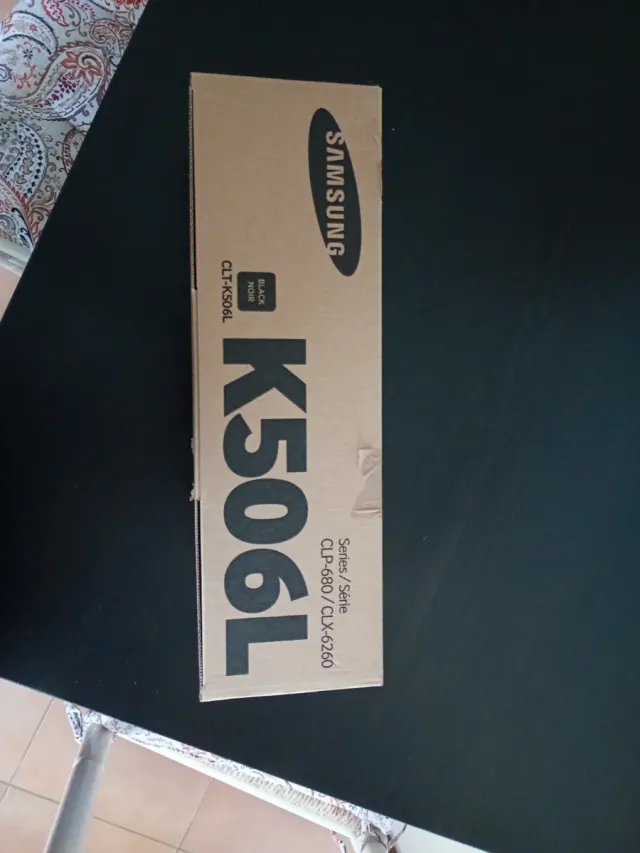 SAMSUNG
Series / Série
CLP-680 / CLX-6260
BLACK
NOIR
CLT-K506L
K506L